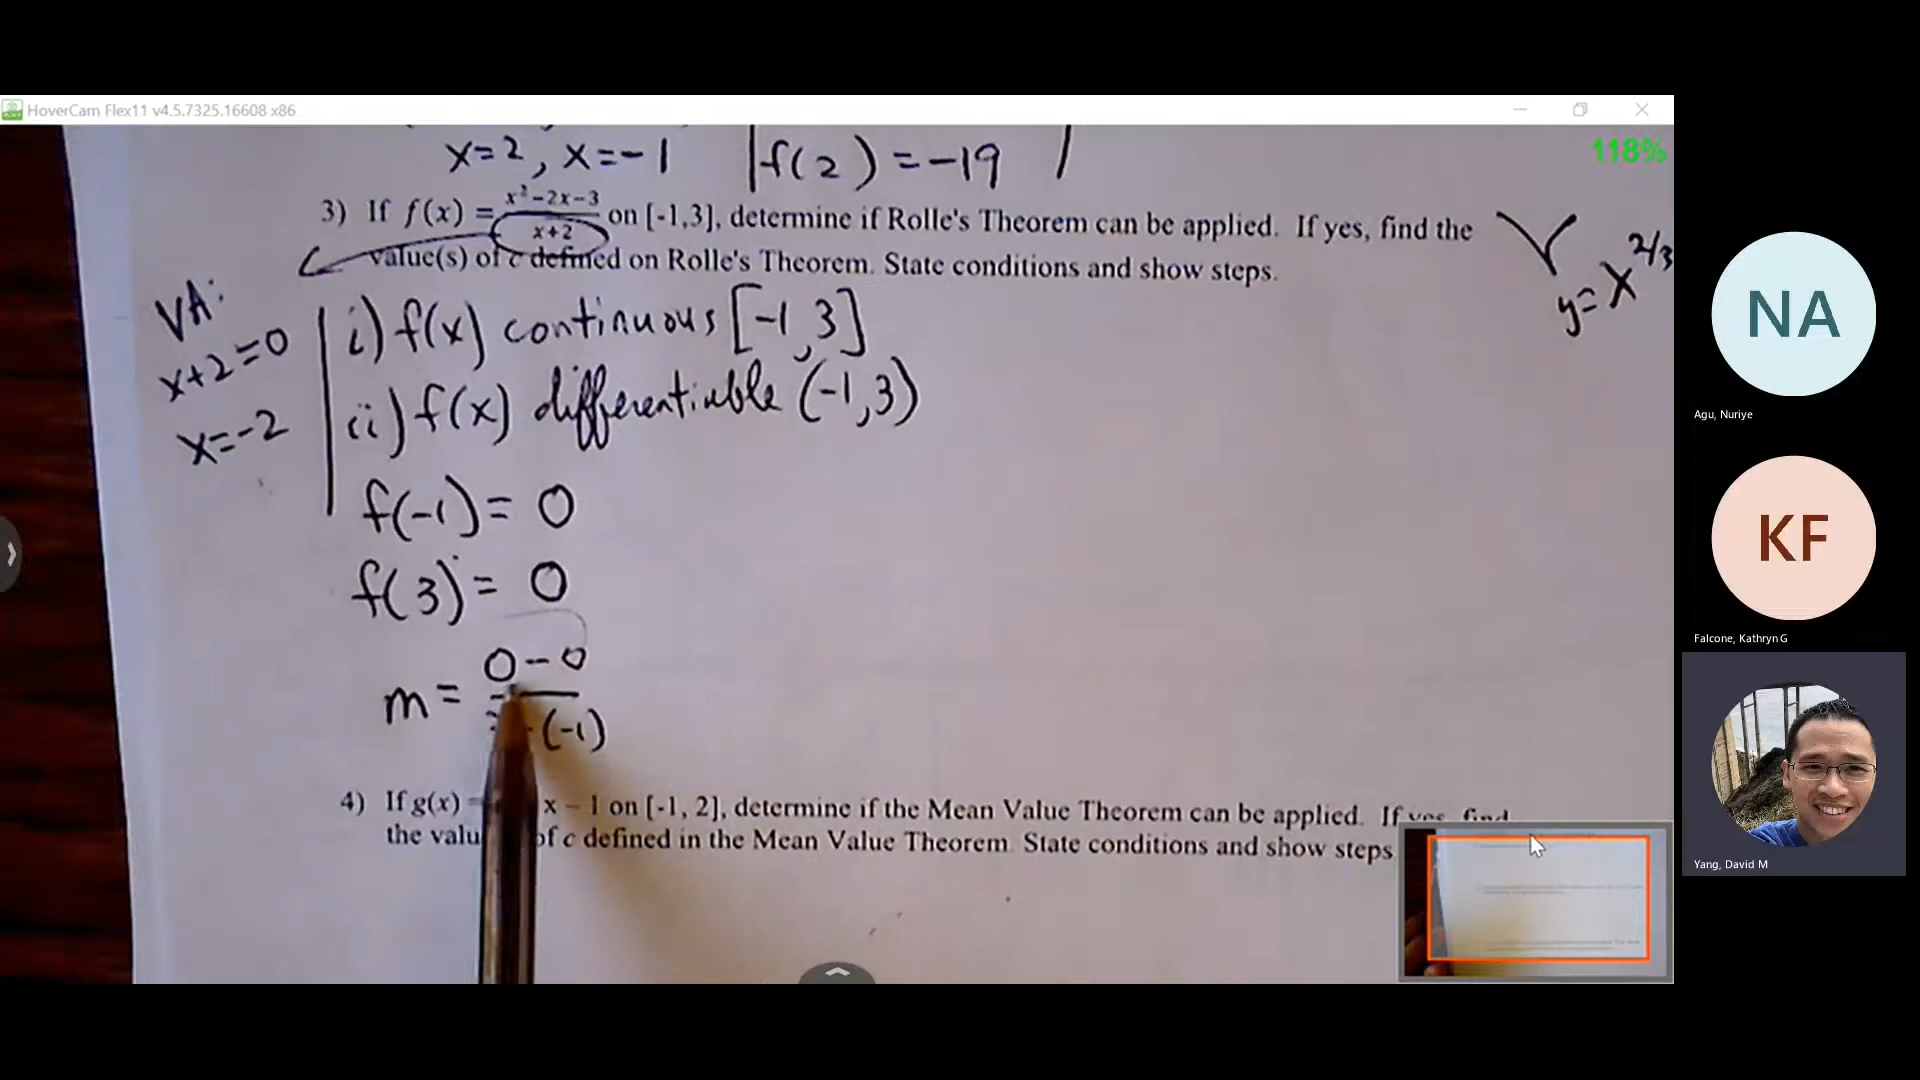 HoverCam Flex11 v4.5.7325.16608 x86
118%
x=2, x=-1 | f(2) = -19
3) If f(x) = x²-2x-3 / x+2 on [-1,3], determine if Rolle's Theorem can be applied. If yes, find the
value(s) of c defined on Rolle's Theorem. State conditions and show steps.
y = x^2/3
VA:
x+2=0
x=-2
i) f(x) continuous [-1,3]
ii) f(x) differentiable (-1,3)
f(-1) = 0
f(3) = 0
m = 0-0 / -(-1)
4) If g(x) = x - 1 on [-1, 2], determine if the Mean Value Theorem can be applied. If yes, find
the of c defined in the Mean Value Theorem. State conditions and show steps
NA
Agu, Nuriye
KF
Falcone, Kathryn G
Yang, David M